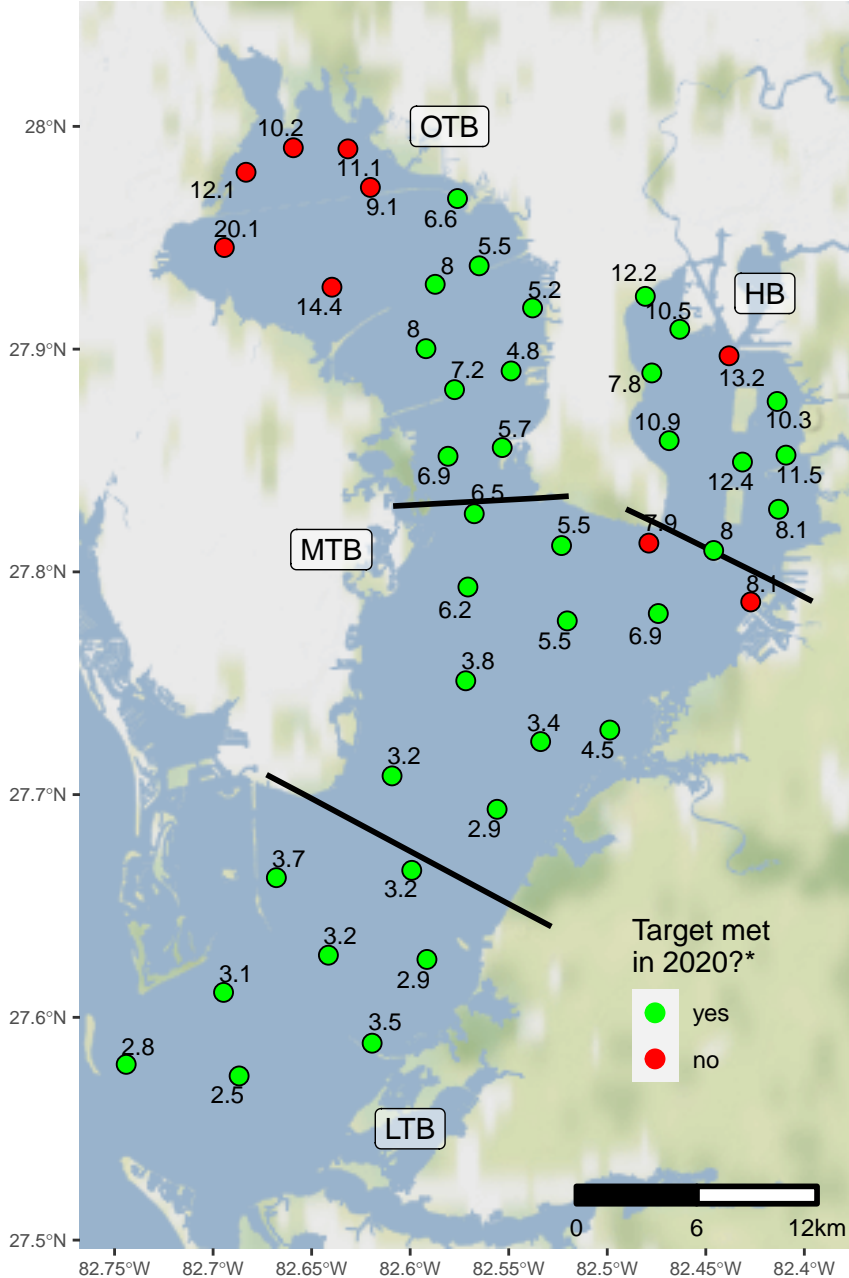 28°N
10.2
OTB
11.1
12.1
9.1
6.6
20.1
5.5
8
12.2
HB
14.4
5.2
10.5
27.9°N
8
4.8
7.2
7.8
13.2
10.3
10.9
5.7
6.9
12.4
11.5
6.5
7.9
5.5
8
8.1
MTB
27.8°N
8.1
6.2
5.5
6.9
3.8
3.4
4.5
3.2
27.7°N
2.9
3.7
3.2
3.2
Target met
in 2020?*
2.9
3.1
yes
27.6°N
3.5
2.8
no
2.5
LTB
0 6 12km
27.5°N
82.75°W 82.7°W 82.65°W 82.6°W 82.55°W 82.5°W 82.45°W 82.4°W